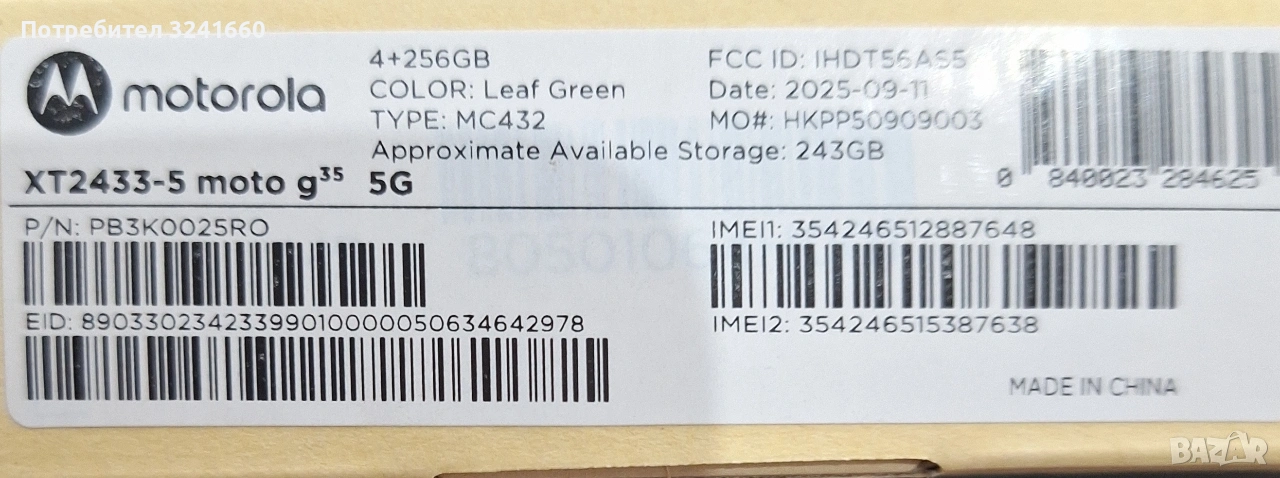 Потребител 3241660
motorola
4+256GB
COLOR: Leaf Green
TYPE: MC432
Approximate Available Storage: 243GB
FCC ID: IHDT56AS5
Date: 2025-09-11
MO#: HKPP50909003
0 840023 284625
XT2433-5 moto g35 5G
P/N: PB3K0025RO
EID: 89033023423399010000050634642978
IMEI1: 354246512887648
IMEI2: 354246515387638
MADE IN CHINA
BAZAR